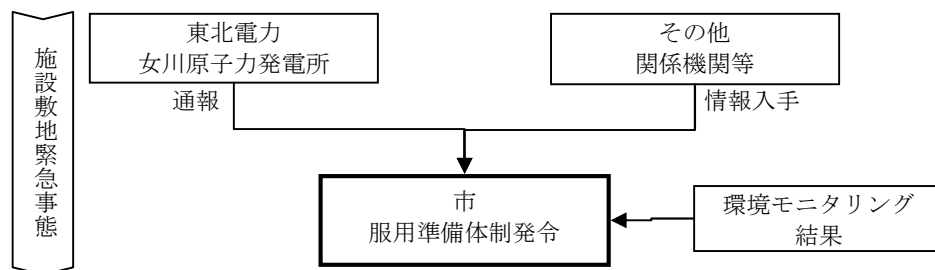 施設敷地緊急事態
東北電力
女川原子力発電所
その他
関係機関等
通報
情報入手
市
服用準備体制発令
環境モニタリング
結果